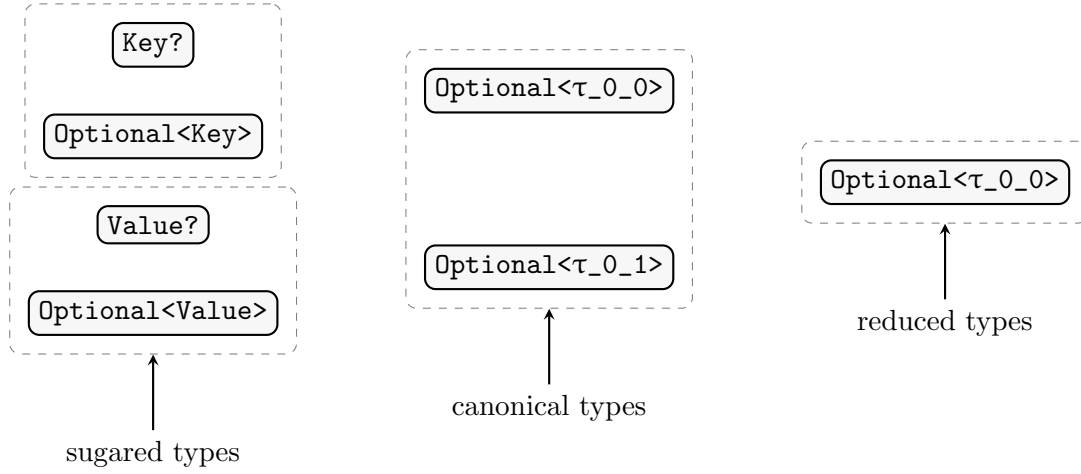 Key?
Optional<Key>
Value?
Optional<Value>
sugared types
Optional<τ_0_0>
Optional<τ_0_1>
canonical types
Optional<τ_0_0>
reduced types